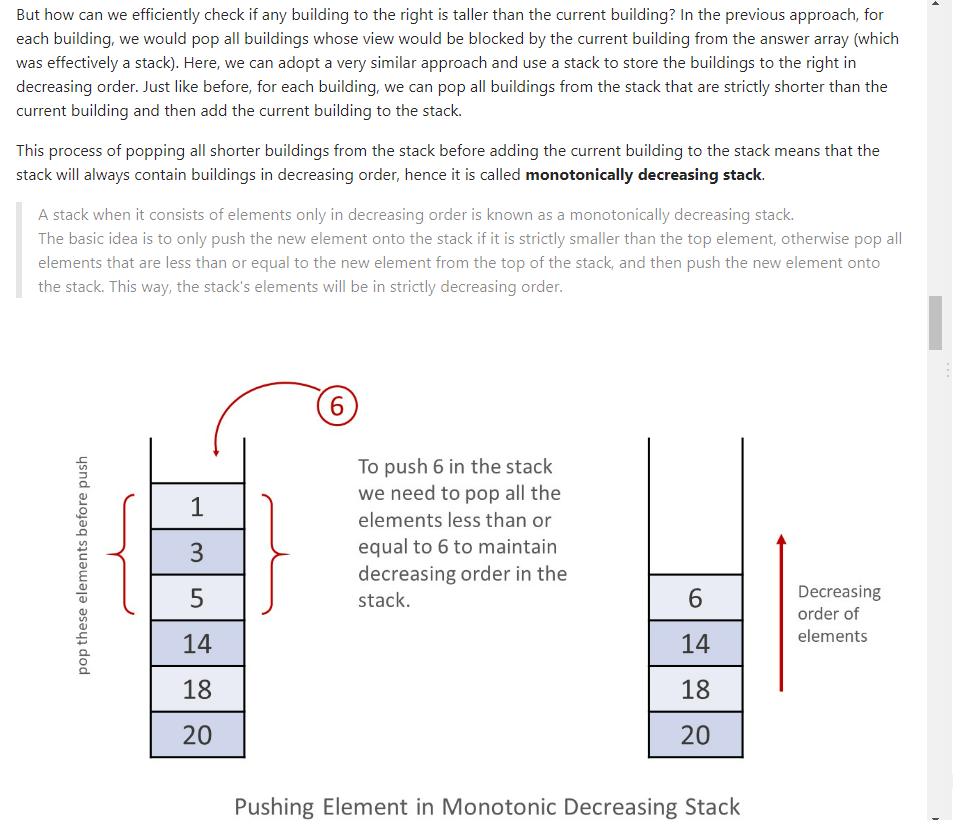 But how can we efficiently check if any building to the right is taller than the current building? In the previous approach, for
each building, we would pop all buildings whose view would be blocked by the current building from the answer array (which
was effectively a stack). Here, we can adopt a very similar approach and use a stack to store the buildings to the right in
decreasing order. Just like before, for each building, we can pop all buildings from the stack that are strictly shorter than the
current building and then add the current building to the stack.
This process of popping all shorter buildings from the stack before adding the current building to the stack means that the
stack will always contain buildings in decreasing order, hence it is called monotonically decreasing stack.
A stack when it consists of elements only in decreasing order is known as a monotonically decreasing stack.
The basic idea is to only push the new element onto the stack if it is strictly smaller than the top element, otherwise pop all
elements that are less than or equal to the new element from the top of the stack, and then push the new element onto
the stack. This way, the stack's elements will be in strictly decreasing order.
6
pop these elements before push
1
3
5
14
18
20
To push 6 in the stack
we need to pop all the
elements less than or
equal to 6 to maintain
decreasing order in the
stack.
6
14
18
20
Decreasing
order of
elements
Pushing Element in Monotonic Decreasing Stack